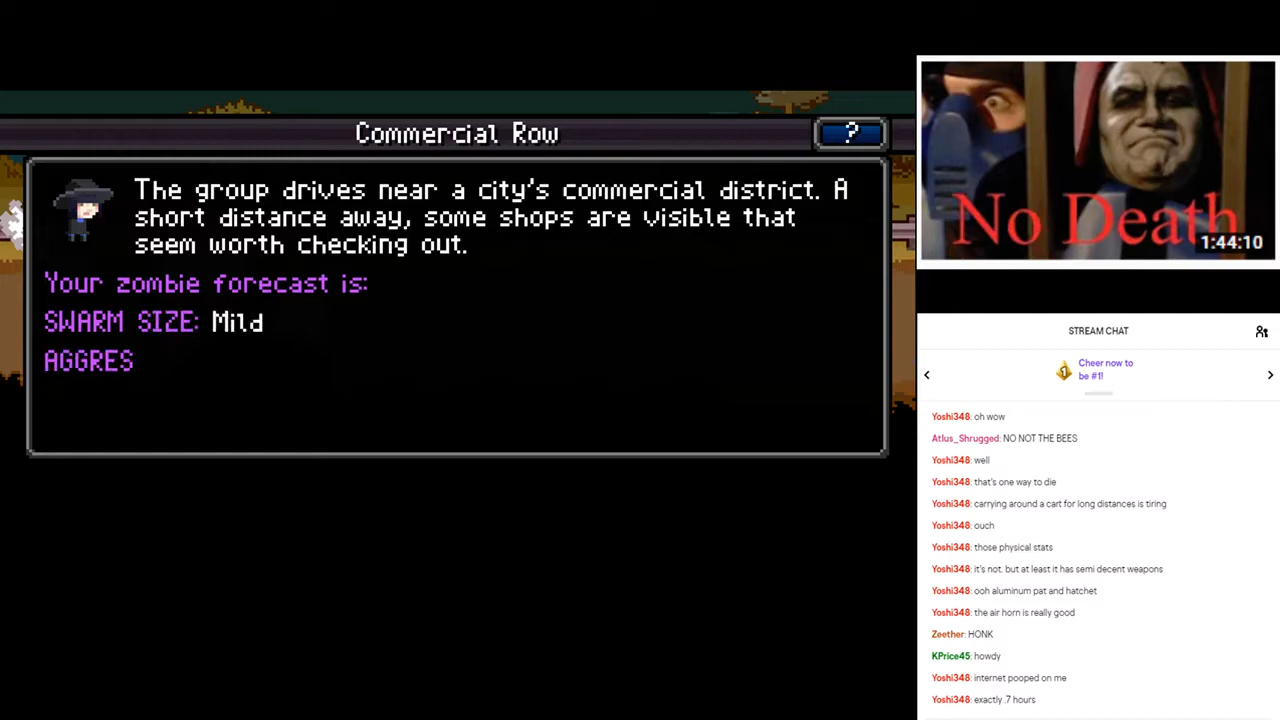 Commercial Row
?
The group drives near a city's commercial district. A
short distance away, some shops are visible that
seem worth checking out.
Your zombie forecast is:
SWARM SIZE: Mild
AGGRES
No Death
1:44:10
STREAM CHAT
1
Cheer now to
be #1!
Yoshi348: oh wow
Atlus_Shrugged: NO NOT THE BEES
Yoshi348: well
Yoshi348: that's one way to die
Yoshi348: carrying around a cart for long distances is tiring
Yoshi348: ouch
Yoshi348: those physical stats
Yoshi348: it's not. but at least it has semi decent weapons
Yoshi348: ooh aluminum pat and hatchet
Yoshi348: the air horn is really good
Zeether: HONK
KPrice45: howdy
Yoshi348: internet pooped on me
Yoshi348: exactly .7 hours